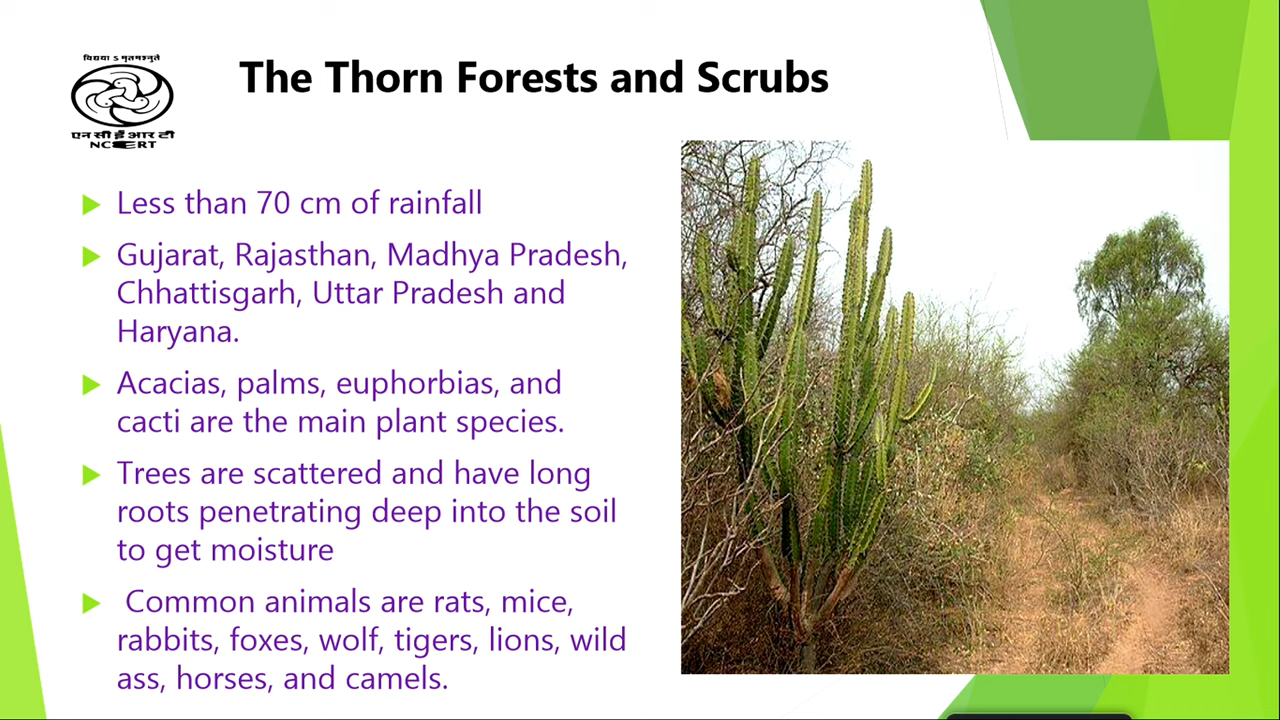 विद्यया ऽ मृतमश्नुते
एन सी ई आर टी
NCERT
The Thorn Forests and Scrubs
Less than 70 cm of rainfall
Gujarat, Rajasthan, Madhya Pradesh,
Chhattisgarh, Uttar Pradesh and
Haryana.
Acacias, palms, euphorbias, and
cacti are the main plant species.
Trees are scattered and have long
roots penetrating deep into the soil
to get moisture
Common animals are rats, mice,
rabbits, foxes, wolf, tigers, lions, wild
ass, horses, and camels.